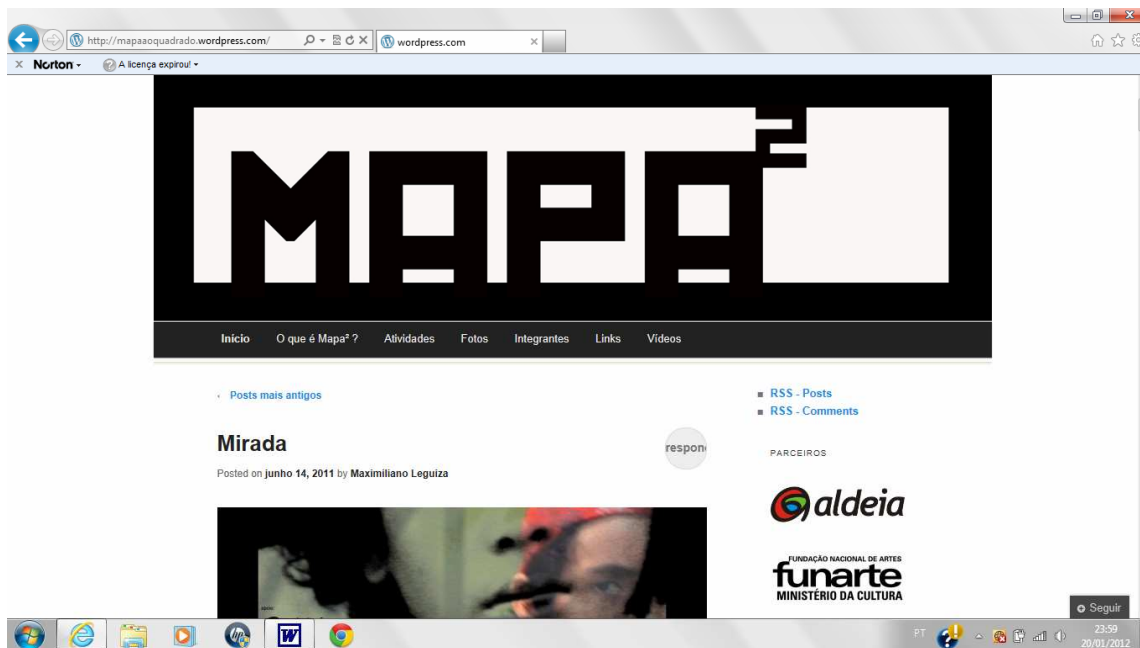 http://mapaaoquadrado.wordpress.com/
wordpress.com
Norton
A licença expirou!
MAPA²
Início O que é Mapa² ? Atividades Fotos Integrantes Links Vídeos
← Posts mais antigos
RSS - Posts
RSS - Comments
Mirada
respon
Posted on junho 14, 2011 by Maximiliano Leguiza
PARCEIROS
aldeia
FUNDAÇÃO NACIONAL DE ARTES
funarte
MINISTÉRIO DA CULTURA
Seguir
hp
W
PT
23:59
20/01/2012